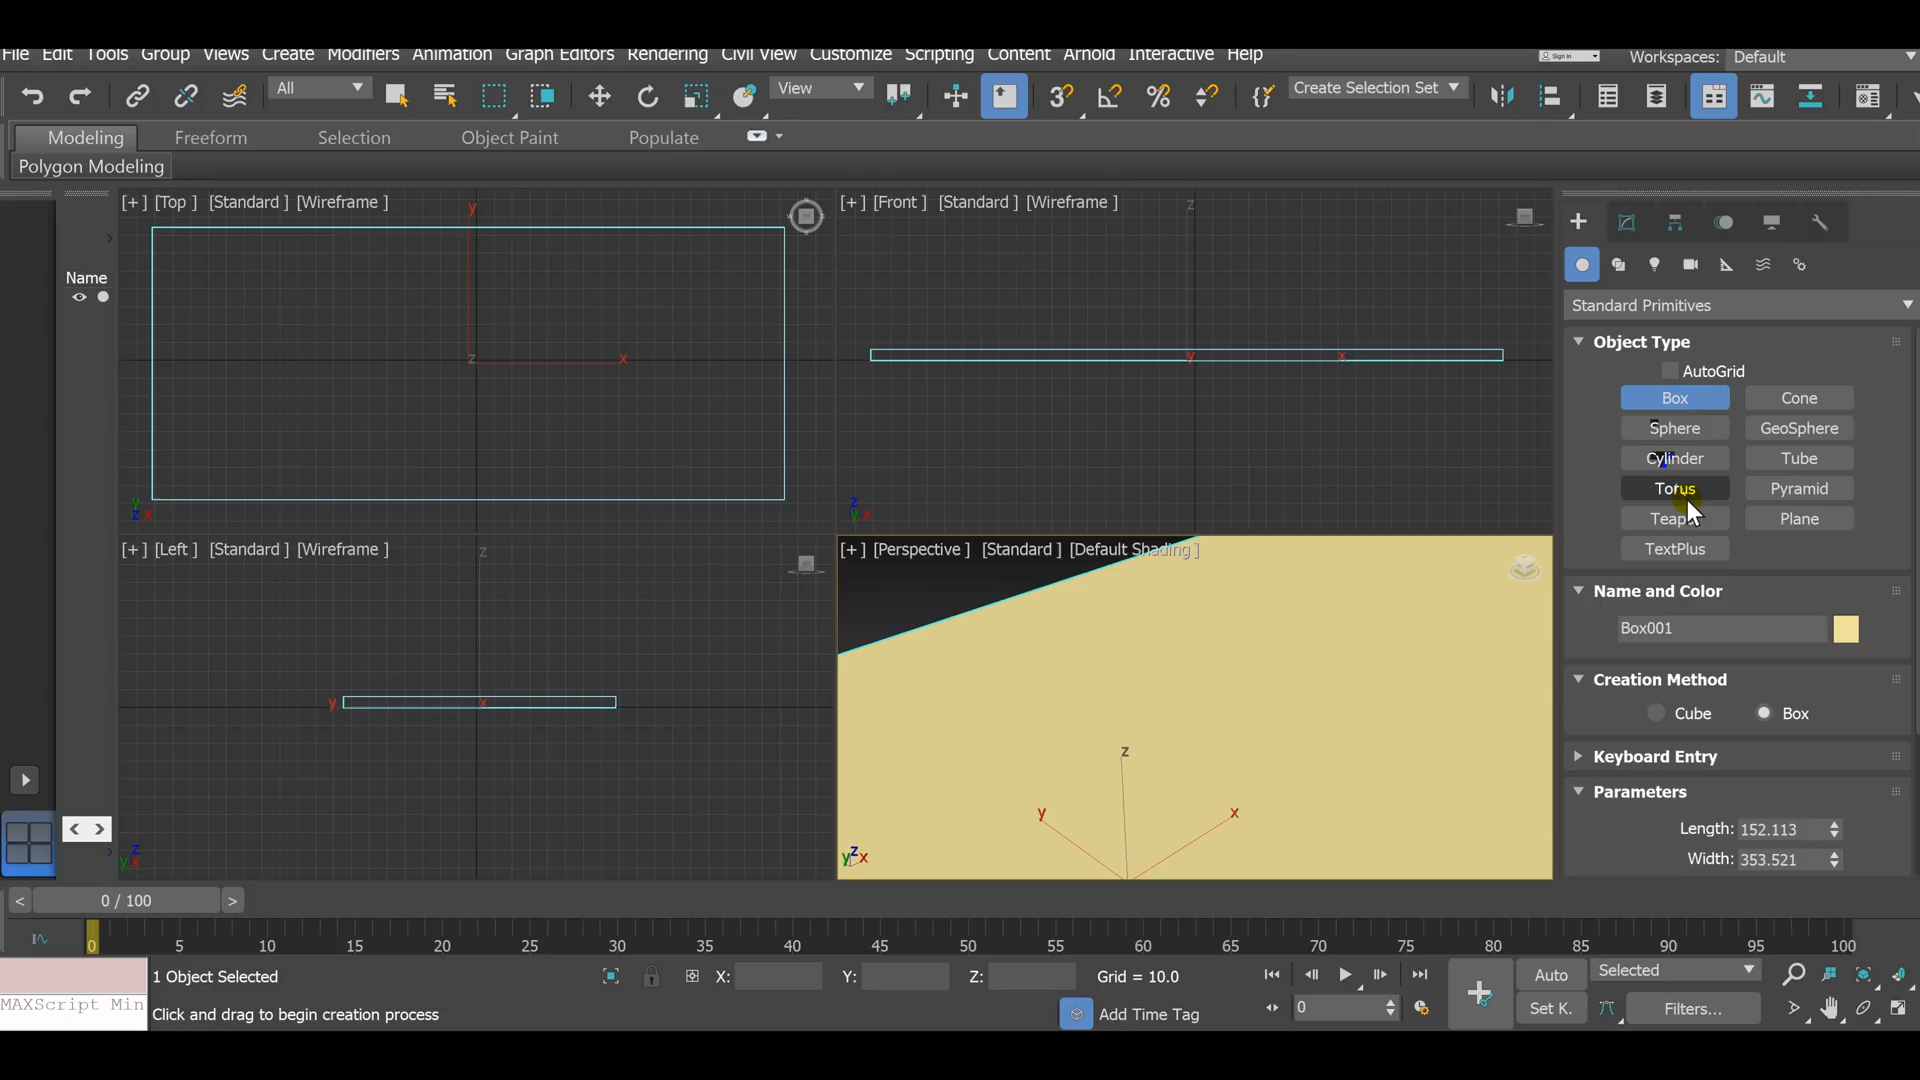 File Edit Tools Group Views Create Modifiers Animation Graph Editors Rendering Civil View Customize Scripting Content Arnold Interactive Help
Sign In
Workspaces: Default
All
View
Create Selection Set
Modeling Freeform Selection Object Paint Populate
Polygon Modeling
[+] [Top ] [Standard ] [Wireframe ]
[+] [Front ] [Standard ] [Wireframe ]
Name
y
z x
y
z x
z
y x
z
y x
[+] [Left ] [Standard ] [Wireframe ]
[+] [Perspective ] [Standard ] [Default Shading ]
z
y x
z
y x
z
y x
y z x
Standard Primitives
Object Type
AutoGrid
Box Cone
Sphere GeoSphere
Cylinder Tube
Torus Pyramid
Plane
TextPlus
Name and Color
Box001
Creation Method
Cube Box
Keyboard Entry
Parameters
Length: 152.113
Width: 353.521
< 0 / 100 >
0 5 10 15 20 25 30 35 40 45 50 55 60 65 70 75 80 85 90 95 100
MAXScript Min
1 Object Selected
X: Y: Z: Grid = 10.0
Auto Selected
Click and drag to begin creation process
Add Time Tag
0
Set K. Filters...